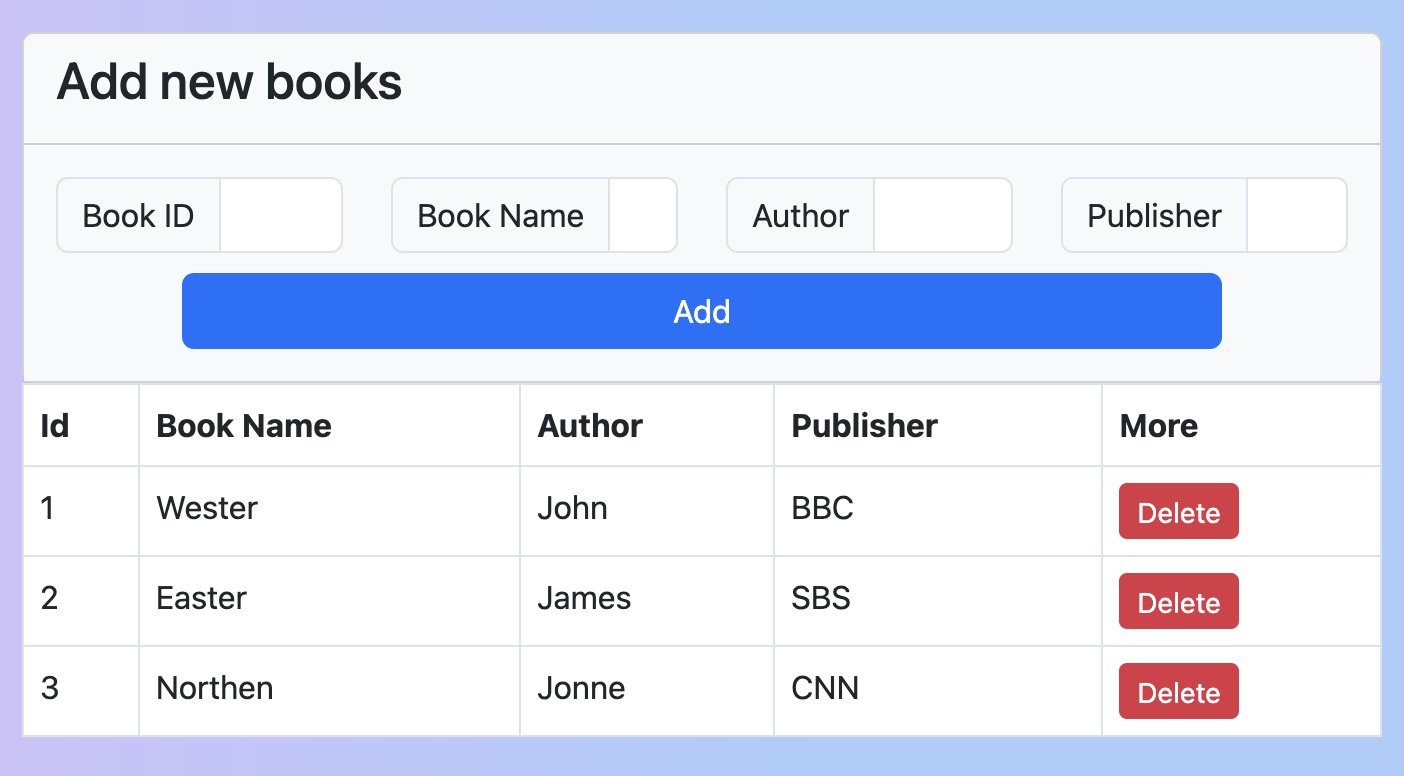 Add new books
Book ID Book Name Author Publisher
Add
Id Book Name Author Publisher More
1 Wester John BBC Delete
2 Easter James SBS Delete
3 Northen Jonne CNN Delete